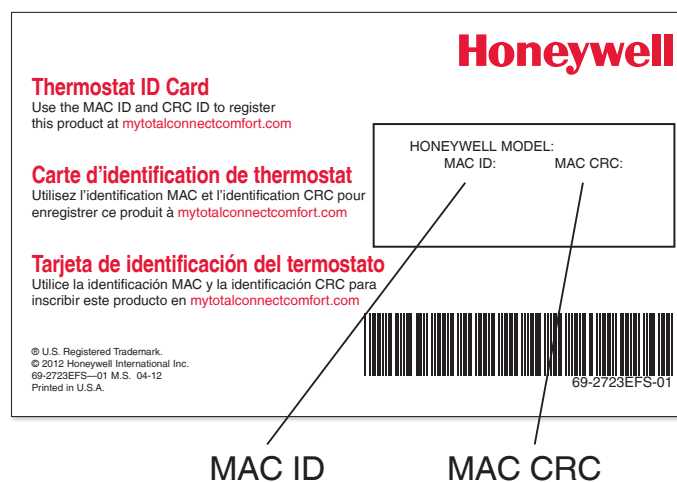 Honeywell
Thermostat ID Card
Use the MAC ID and CRC ID to register
this product at mytotalconnectcomfort.com
HONEYWELL MODEL:
MAC ID: MAC CRC:
Carte d’identification de thermostat
Utilisez l’identification MAC et l’identification CRC pour
enregistrer ce produit à mytotalconnectcomfort.com
Tarjeta de identificación del termostato
Utilice la identificación MAC y la identificación CRC para
inscribir este producto en mytotalconnectcomfort.com
® U.S. Registered Trademark.
© 2012 Honeywell International Inc.
69-2723EFS—01 M.S. 04-12
Printed in U.S.A.
69-2723EFS-01
MAC ID MAC CRC